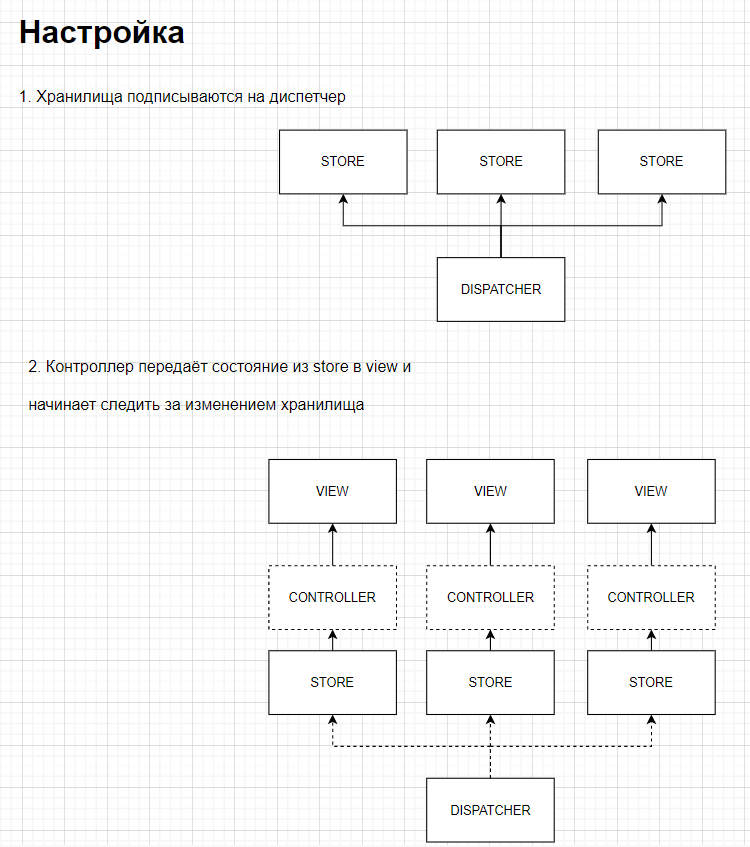 Настройка
1. Хранилища подписываются на диспетчер
STORE STORE STORE
DISPATCHER
2. Контроллер передаёт состояние из store в view и
начинает следить за изменением хранилища
VIEW VIEW VIEW
CONTROLLER CONTROLLER CONTROLLER
STORE STORE STORE
DISPATCHER